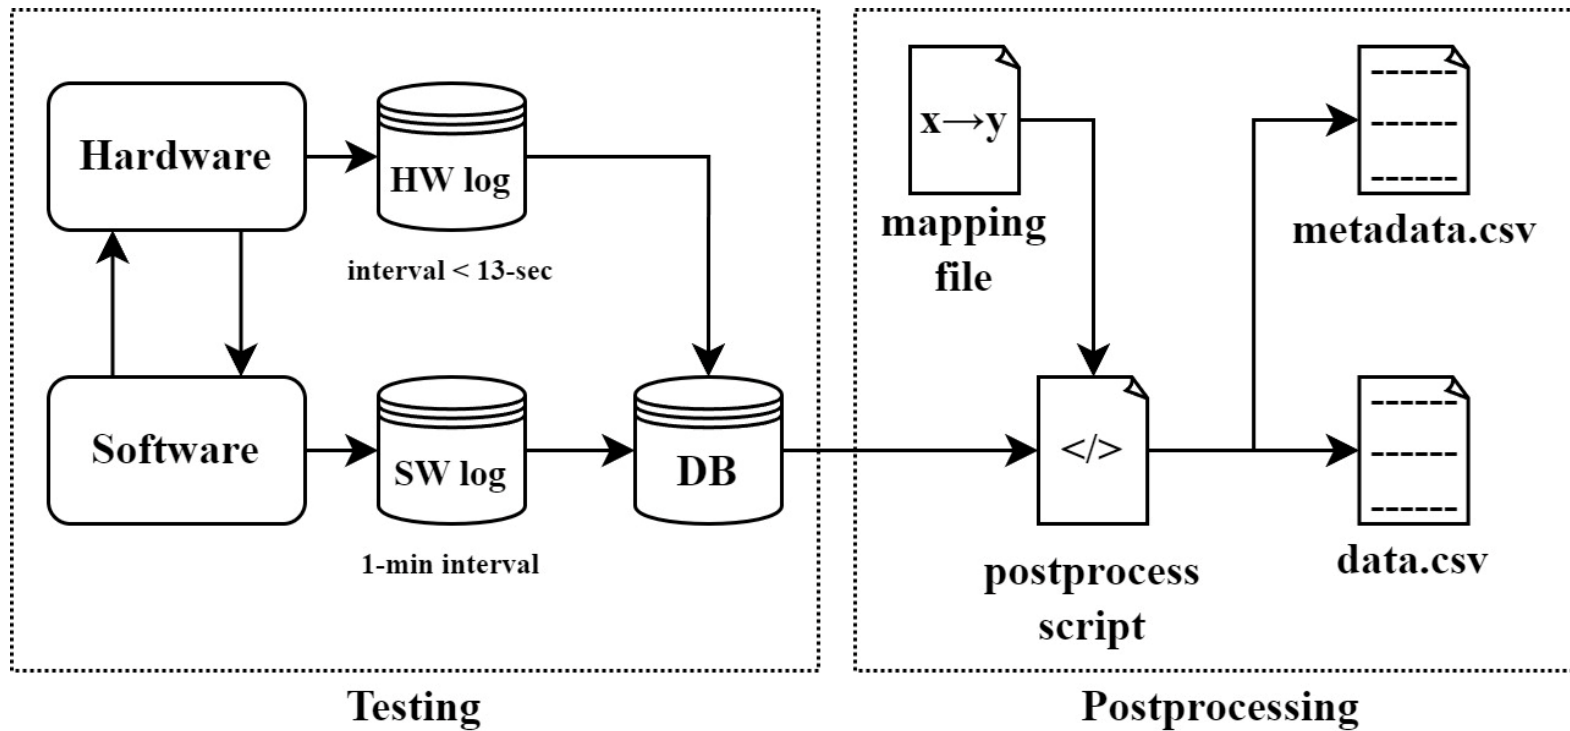 Hardware
HW log
interval < 13-sec
Software
SW log
1-min interval
DB
Testing
x→y
mapping
file
</>
postprocess
script
metadata.csv
data.csv
Postprocessing